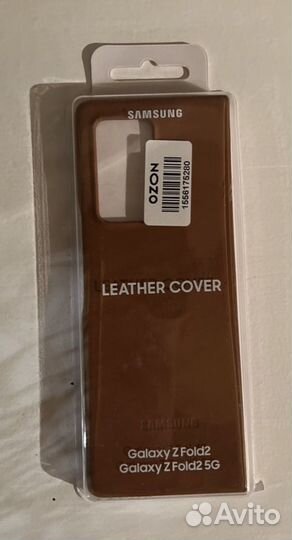 SAMSUNG
OZON
1556175280
LEATHER COVER
SAMSUNG
Galaxy Z Fold2
Galaxy Z Fold2 5G
Avito